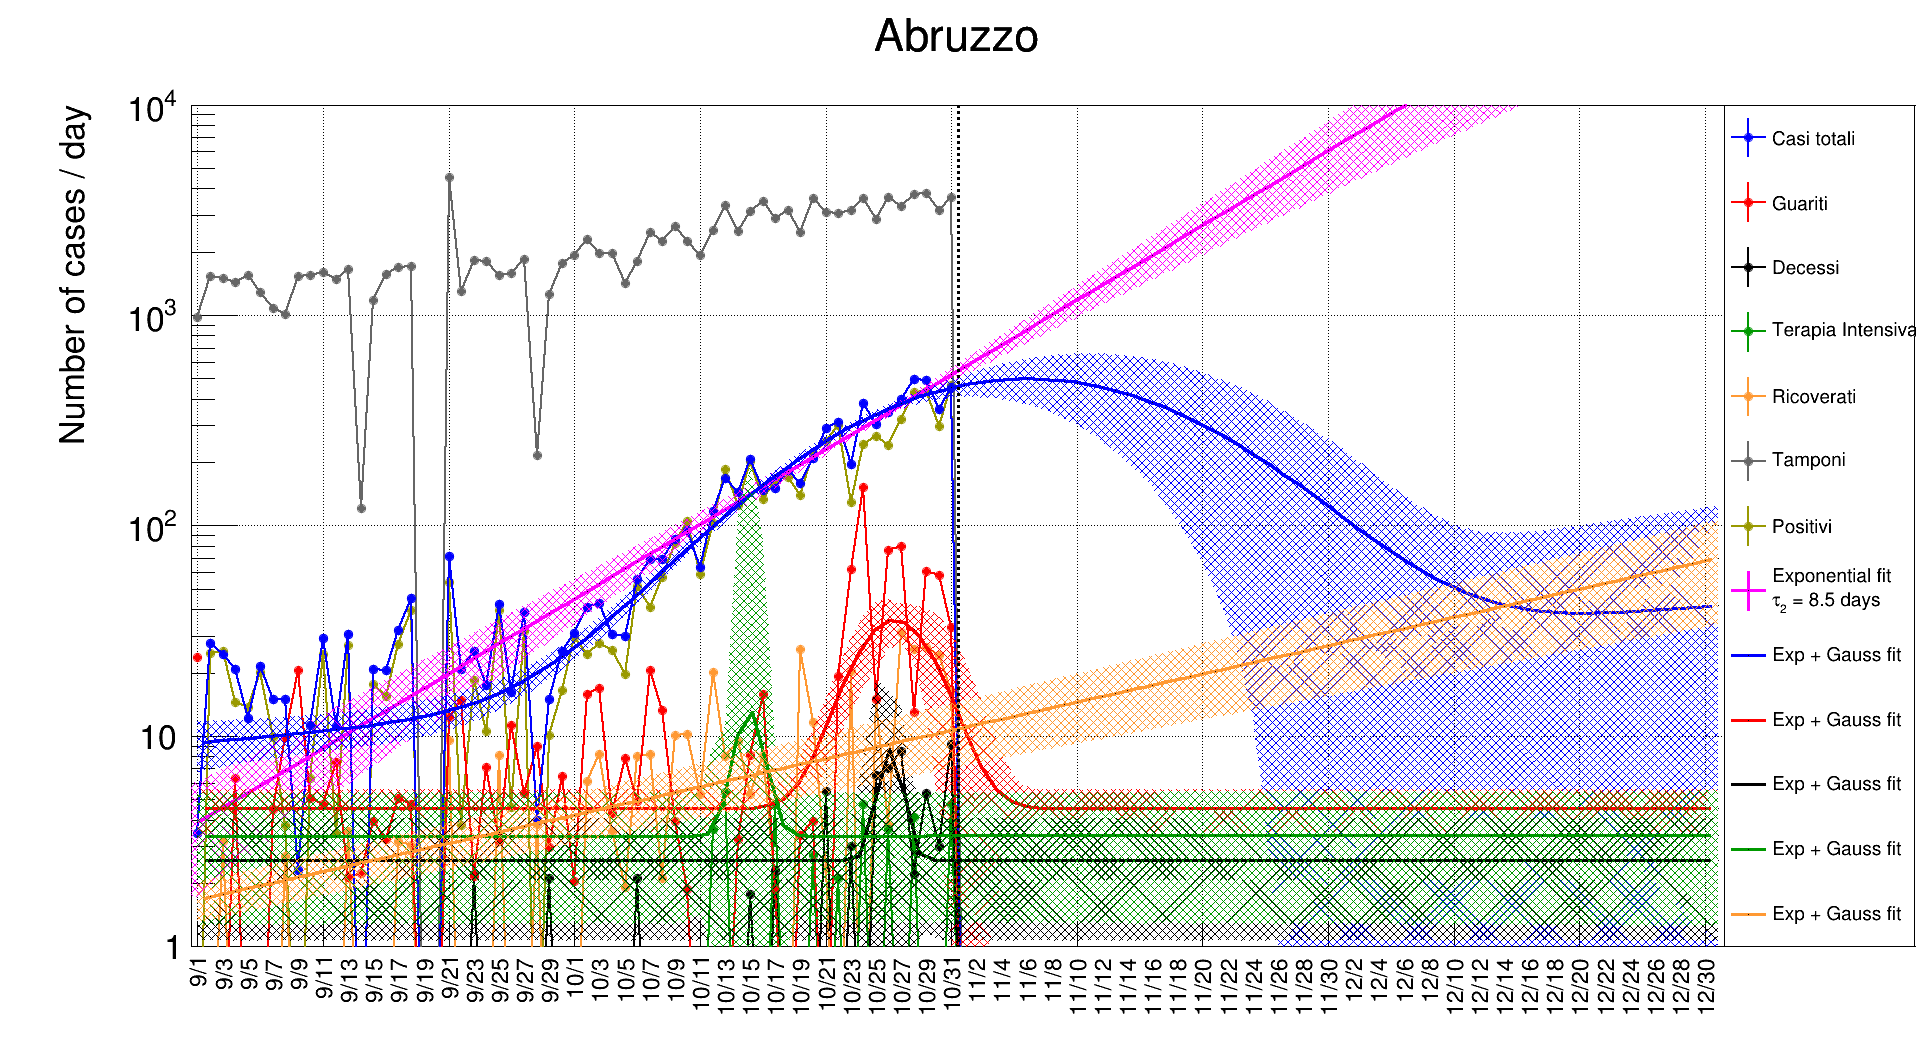 Abruzzo
Number of cases / day
10⁴
10³
10²
10
1
9/1 9/3 9/5 9/7 9/9 9/11 9/13 9/15 9/17 9/19 9/21 9/23 9/25 9/27 9/29 10/1 10/3 10/5 10/7 10/9 10/11 10/13 10/15 10/17 10/19 10/21 10/23 10/25 10/27 10/29 10/31 11/2 11/4 11/6 11/8 11/10 11/12 11/14 11/16 11/18 11/20 11/22 11/24 11/26 11/28 11/30 12/2 12/4 12/6 12/8 12/10 12/12 12/14 12/16 12/18 12/20 12/22 12/24 12/26 12/28 12/30
Casi totali
Guariti
Decessi
Terapia Intensiva
Ricoverati
Tamponi
Positivi
Exponential fit
τ₂ = 8.5 days
Exp + Gauss fit
Exp + Gauss fit
Exp + Gauss fit
Exp + Gauss fit
Exp + Gauss fit